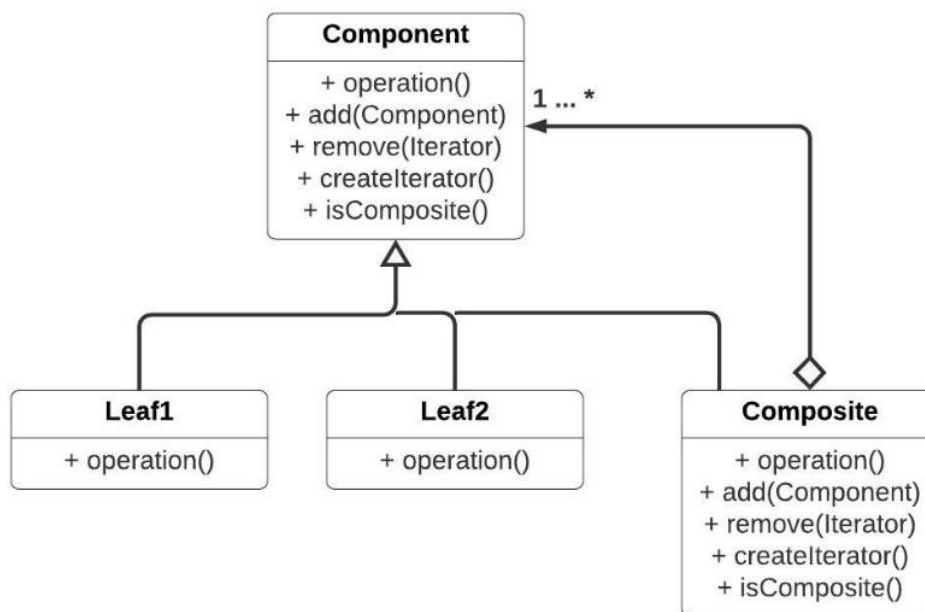 Component
+ operation()
+ add(Component)
+ remove(Iterator)
+ createIterator()
+ isComposite()
1 ... *
Leaf1
+ operation()
Leaf2
+ operation()
Composite
+ operation()
+ add(Component)
+ remove(Iterator)
+ createIterator()
+ isComposite()